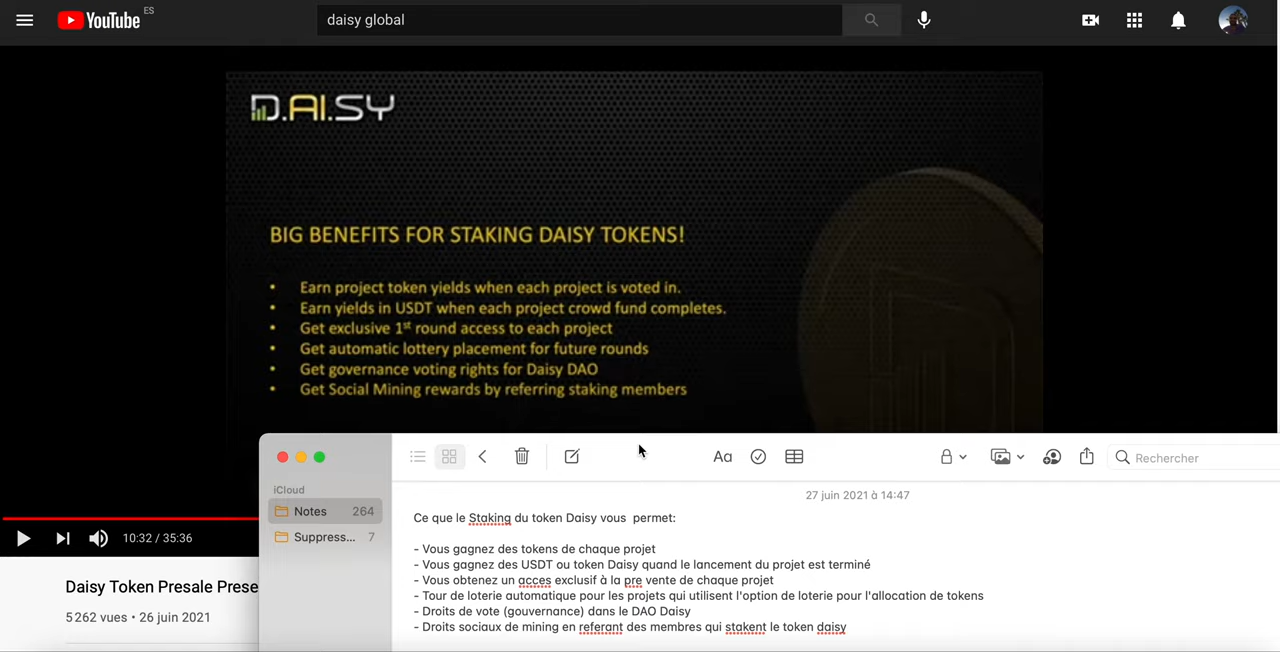 YouTube
ES
daisy global
D.AI.SY
BIG BENEFITS FOR STAKING DAISY TOKENS!
• Earn project token yields when each project is voted in.
• Earn yields in USDT when each project crowd fund completes.
• Get exclusive 1st round access to each project
• Get automatic lottery placement for future rounds
• Get governance voting rights for Daisy DAO
• Get Social Mining rewards by referring staking members
Aa
Rechercher
iCloud
Notes 264
Suppress... 7
27 juin 2021 à 14:47
Ce que le Staking du token Daisy vous  permet:
- Vous gagnez des tokens de chaque projet
- Vous gagnez des USDT ou token Daisy quand le lancement du projet est terminé
- Vous obtenez un acces exclusif à la pre vente de chaque projet
- Tour de loterie automatique pour les projets qui utilisent l'option de loterie pour l'allocation de tokens
- Droits de vote (gouvernance) dans le DAO Daisy
- Droits sociaux de mining en referant des membres qui stakent le token daisy
10:32 / 35:36
Daisy Token Presale Prese
5 262 vues • 26 juin 2021